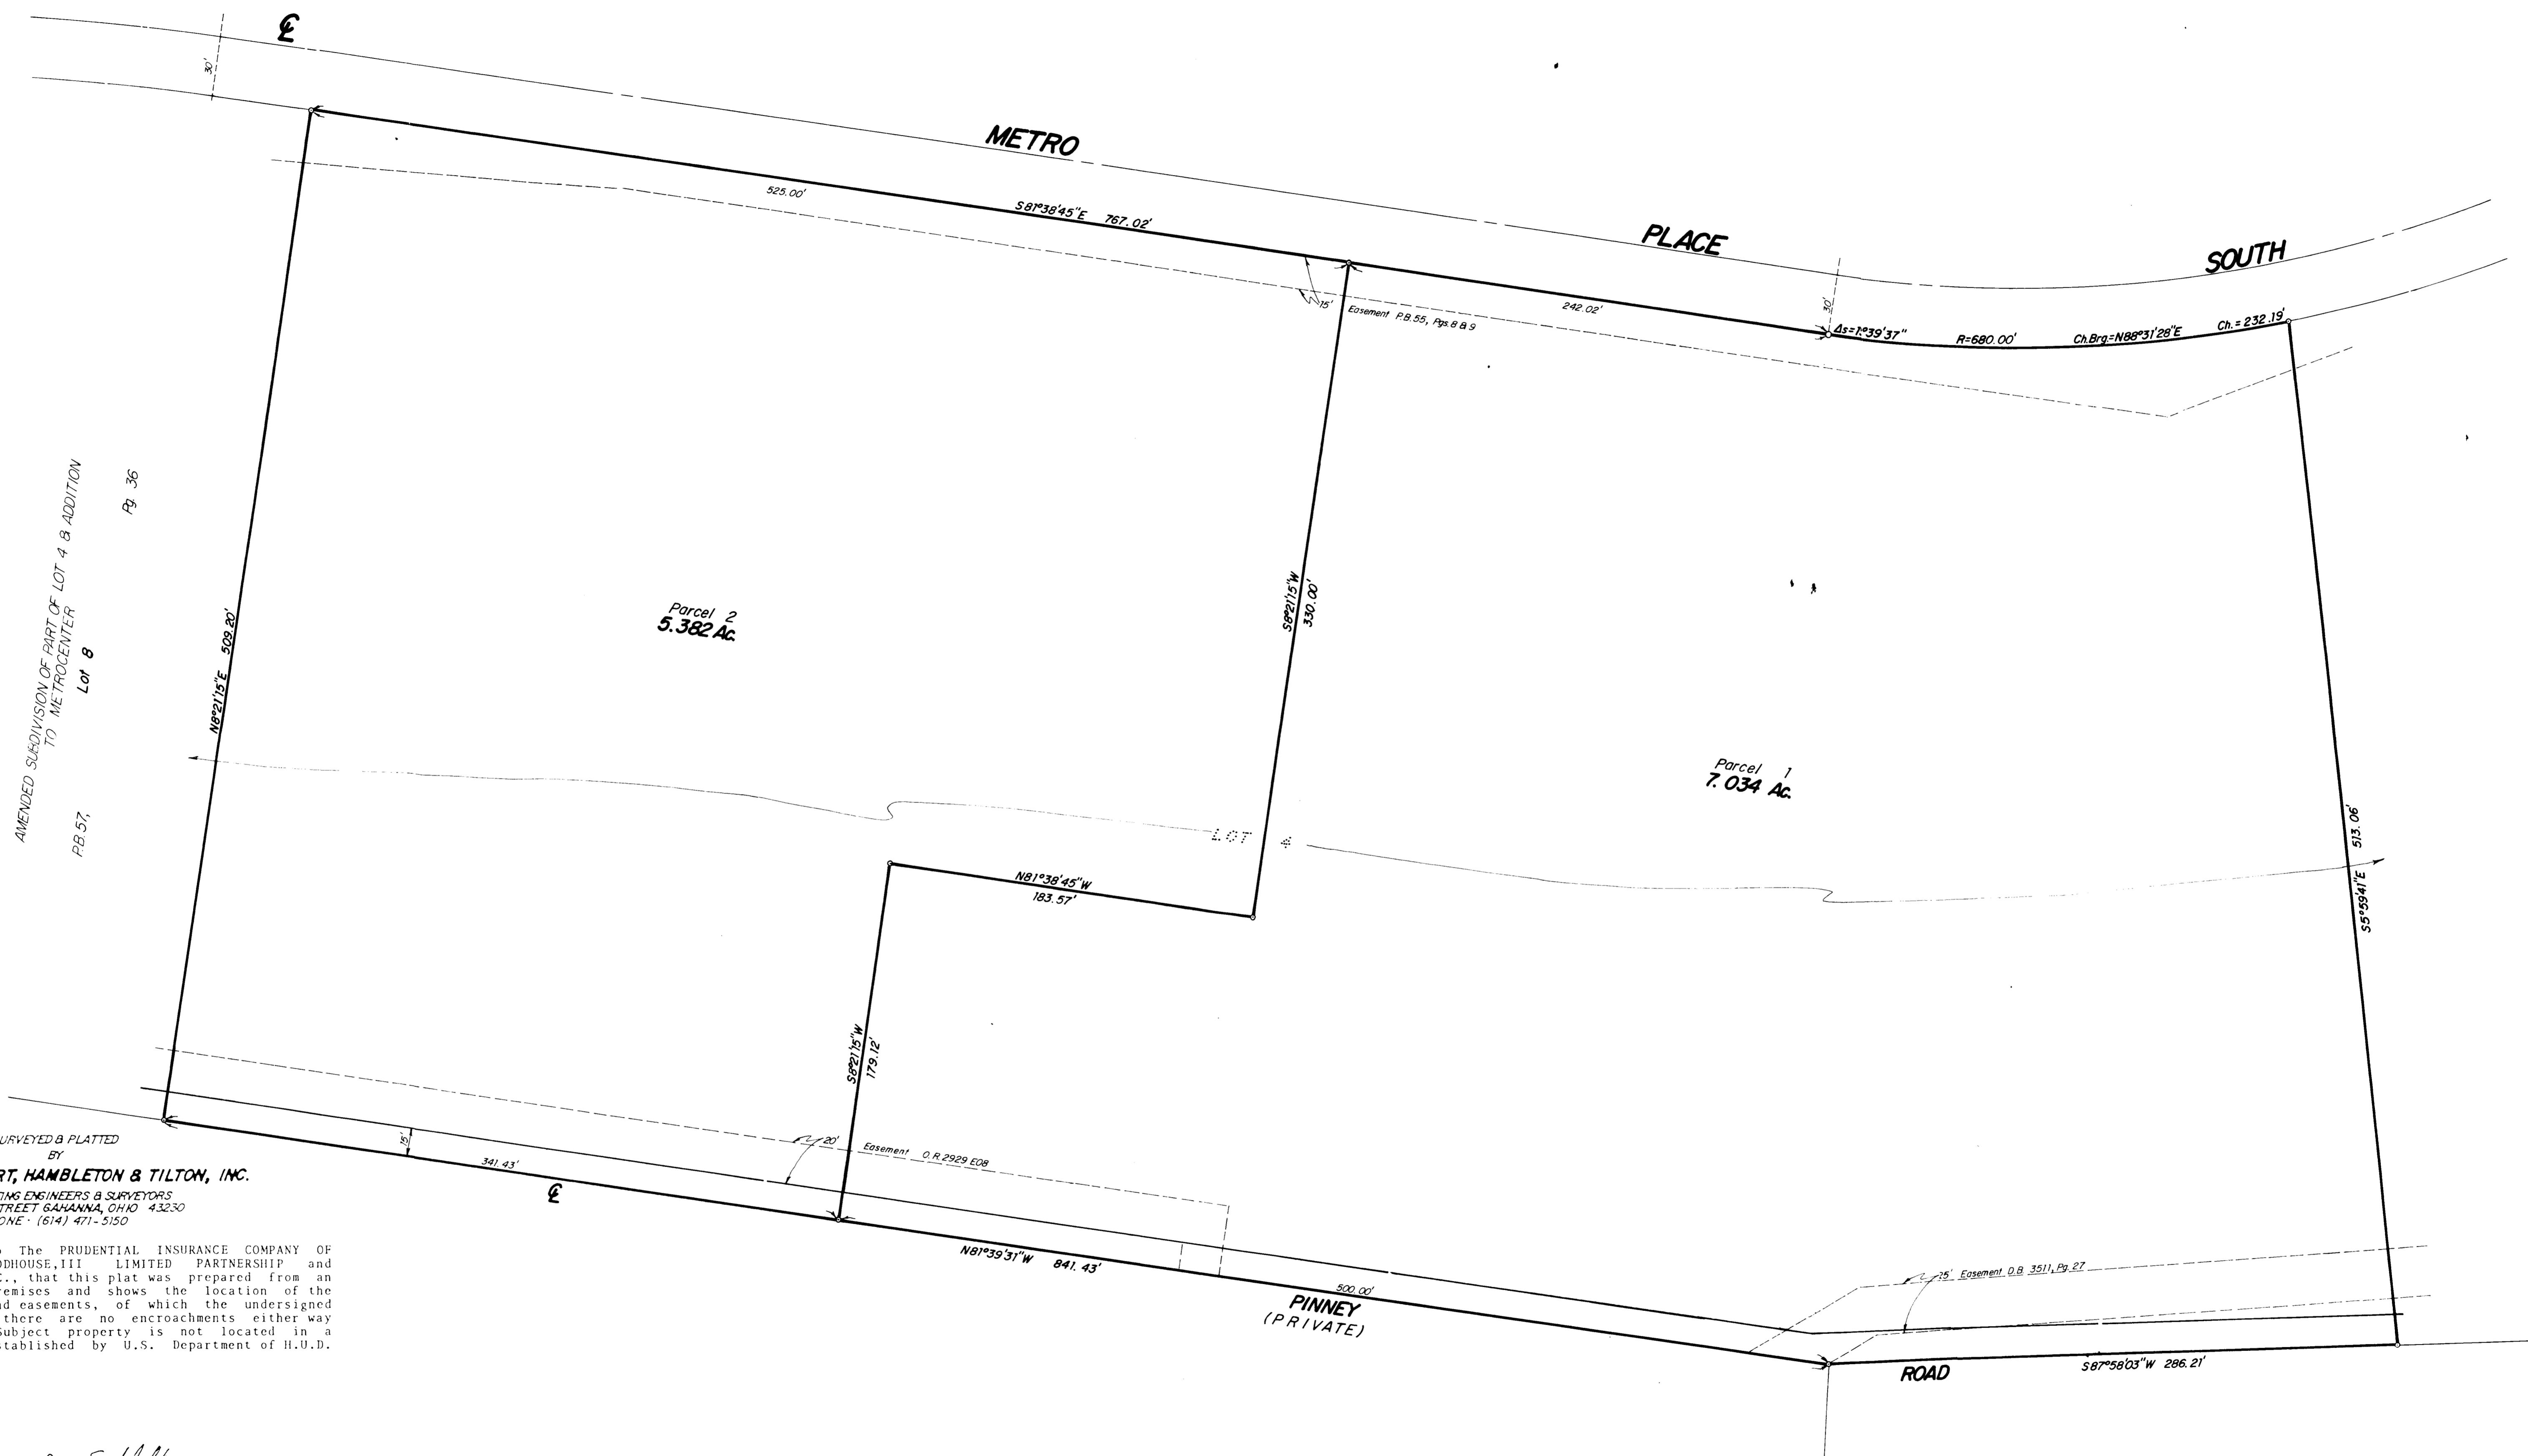 ℄
30'
METRO
525.00'
S81°38'45"E 767.02'
PLACE
SOUTH
15' Easement P.B.55, Pgs.8 & 9
242.02'
30'
Δs=1°39'37" R=680.00' Ch.Brg.=N88°31'28"E Ch.=232.19'
AMENDED SUBDIVISION OF PART OF LOT 4 & ADDITION
TO METROCENTER
Lot 8
P.B.57, Pg. 36
N8°21'15"E 509.20'
Parcel 2
5.382 Ac.
S8°21'15"W
330.00'
Parcel 1
7.034 Ac.
LOT 4
S5°59'41"E 513.06'
N81°38'45"W
183.57'
S8°21'15"W
179.12'
15'
341.43'
℄
20' Easement O.R.2929 E08
N81°39'31"W 841.43'
500.00'
PINNEY
(PRIVATE)
25' Easement D.B. 3511, Pg. 27
ROAD
S87°58'03"W 286.21'
& PLATTED
BY
HAMBLETON & TILTON, INC.
ENGINEERS & SURVEYORS
GAHANNA, OHIO 43230
(614) 471-5150
The PRUDENTIAL INSURANCE COMPANY OF
LIMITED PARTNERSHIP and
that this plat was prepared from an
and shows the location of the
easements, of which the undersigned
there are no encroachments either way
Subject property is not located in a
by U.S. Department of H.U.D.